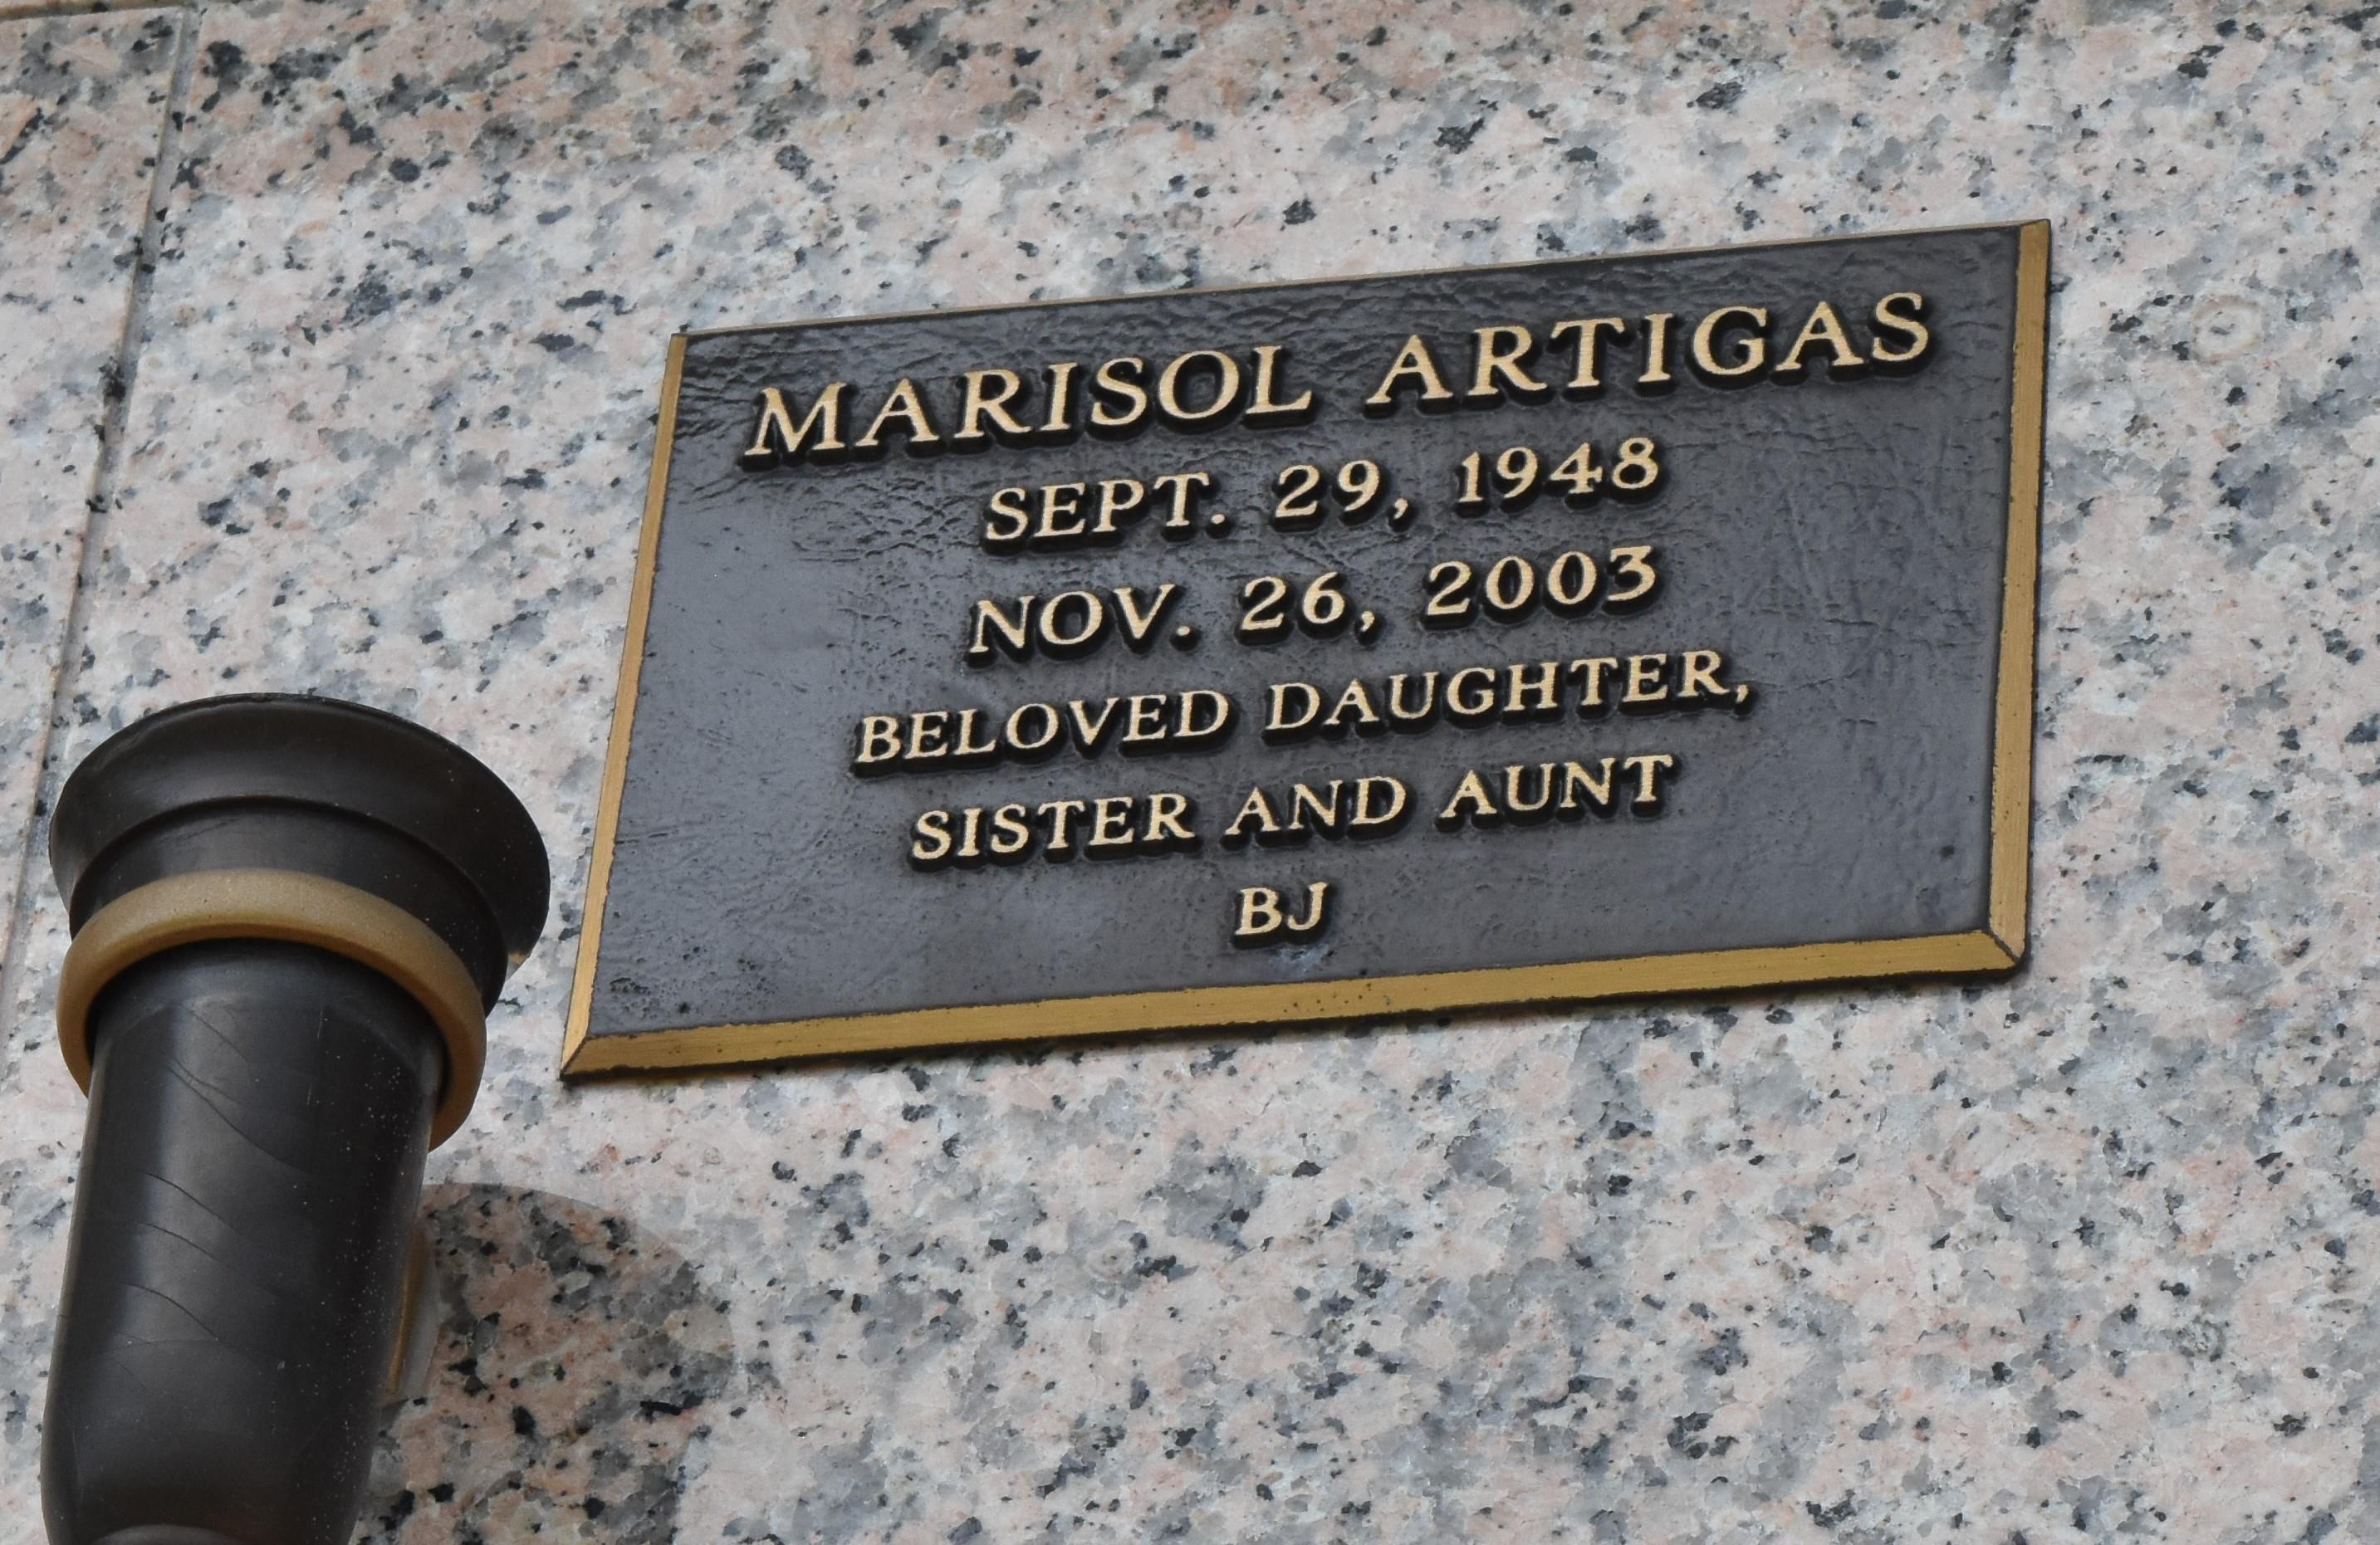 MARISOL ARTIGAS
SEPT. 29, 1948
NOV. 26, 2003
BELOVED DAUGHTER,
SISTER AND AUNT
BJ